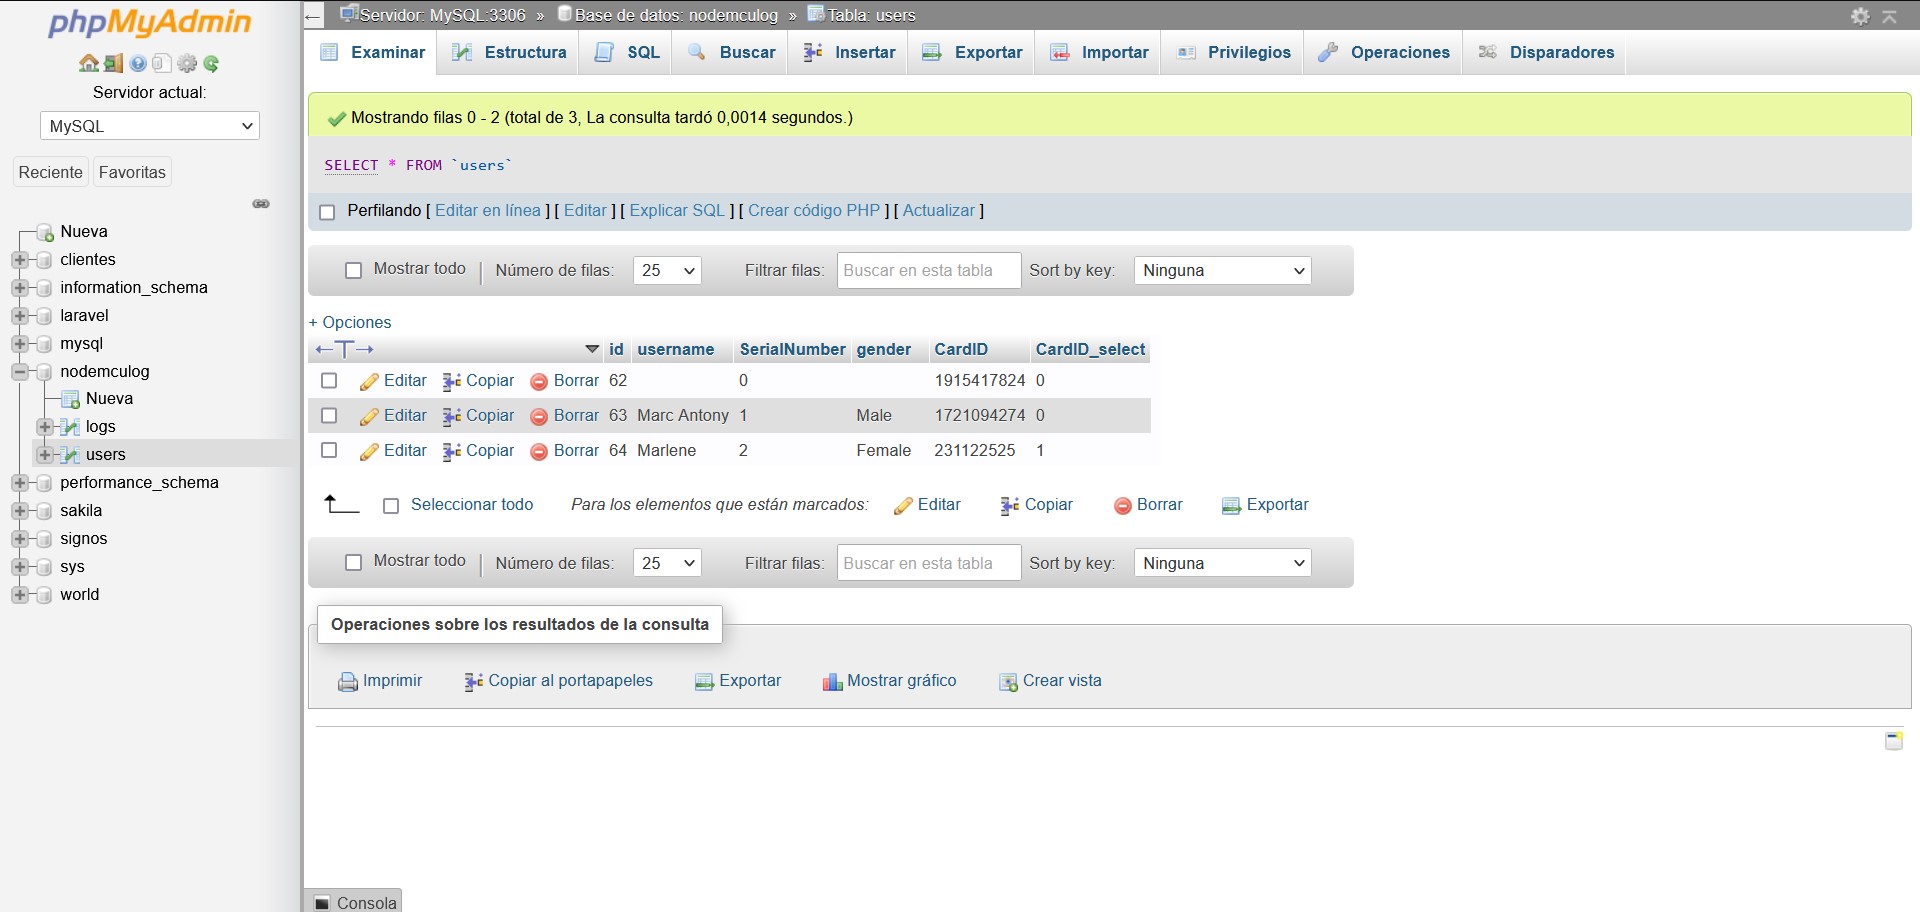 phpMyAdmin
Servidor actual:
MySQL
Reciente Favoritas
Nueva
clientes
information_schema
laravel
mysql
nodemculog
Nueva
logs
users
performance_schema
sakila
signos
sys
world
Servidor: MySQL:3306 » Base de datos: nodemculog » Tabla: users
Examinar Estructura SQL Buscar Insertar Exportar Importar Privilegios Operaciones Disparadores
Mostrando filas 0 - 2 (total de 3, La consulta tardó 0,0014 segundos.)
SELECT * FROM `users`
Perfilando [ Editar en línea ] [ Editar ] [ Explicar SQL ] [ Crear código PHP ] [ Actualizar ]
Mostrar todo | Número de filas: 25 Filtrar filas: Buscar en esta tabla Sort by key: Ninguna
+ Opciones
←T→ id username SerialNumber gender CardID CardID_select
Editar Copiar Borrar 62 0 1915417824 0
Editar Copiar Borrar 63 Marc Antony 1 Male 1721094274 0
Editar Copiar Borrar 64 Marlene 2 Female 231122525 1
Seleccionar todo Para los elementos que están marcados: Editar Copiar Borrar Exportar
Mostrar todo | Número de filas: 25 Filtrar filas: Buscar en esta tabla Sort by key: Ninguna
Operaciones sobre los resultados de la consulta
Imprimir Copiar al portapapeles Exportar Mostrar gráfico Crear vista
Consola